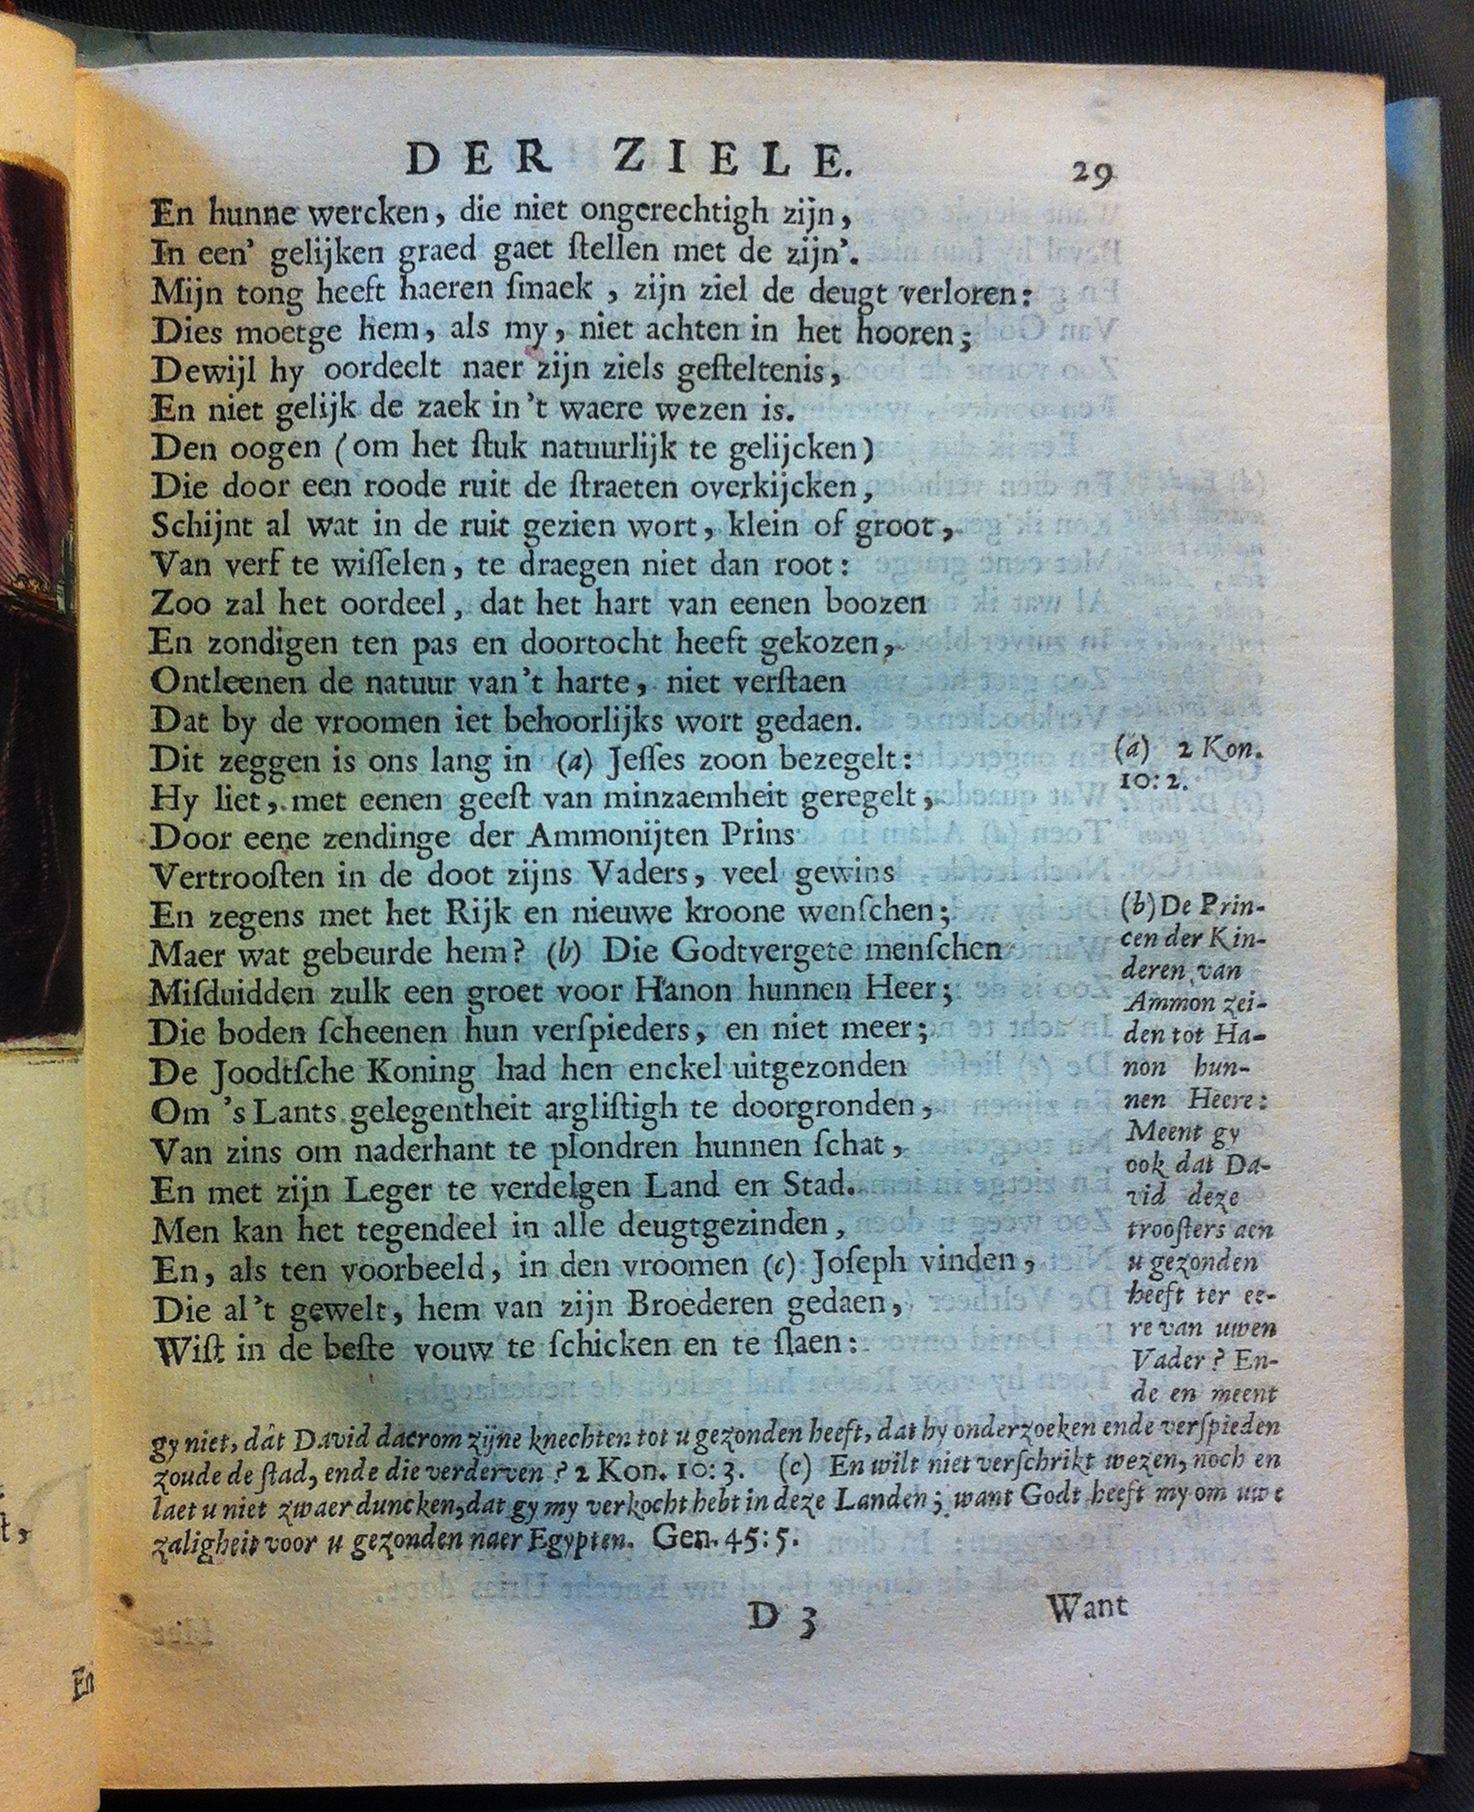 DER ZIELE.
29
En hunne wercken, die niet ongerechtigh zijn,
In een' gelijken graed gaet ſtellen met de zijn'.
Mijn tong heeft haeren ſmaek, zijn ziel de deugt verloren:
Dies moetge hem, als my, niet achten in het hooren;
Dewijl hy oordeelt naer zijn ziels geſteltenis,
En niet gelijk de zaek in 't waere wezen is.
Den oogen (om het ſtuk natuurlijk te gelijcken)
Die door een roode ruit de ſtraeten overkijcken,
Schijnt al wat in de ruit gezien wort, klein of groot,
Van verf te wiſſelen, te draegen niet dan root:
Zoo zal het oordeel, dat het hart van eenen boozen
En zondigen ten pas en doortocht heeft gekozen,
Ontleenen de natuur van 't harte, niet verſtaen
Dat by de vroomen iet behoorlijks wort gedaen.
Dit zeggen is ons lang in (a) Jeſſes zoon bezegelt:
Hy liet, met eenen geeſt van minzaemheit geregelt,
Door eene zendinge der Ammonijten Prins
Vertrooſten in de doot zijns Vaders, veel gewins
En zegens met het Rijk en nieuwe kroone wenſchen;
Maer wat gebeurde hem? (b) Die Godtvergete menſchen
Miſduidden zulk een groet voor Hanon hunnen Heer;
Die boden ſcheenen hun verſpieders, en niet meer;
De Joodtſche Koning had hen enckel uitgezonden
Om 's Lants gelegentheit argliſtigh te doorgronden,
Van zins om naderhant te plondren hunnen ſchat,
En met zijn Leger te verdelgen Land en Stad.
Men kan het tegendeel in alle deugtgezinden,
En, als ten voorbeeld, in den vroomen (c) Joſeph vinden,
Die al 't gewelt, hem van zijn Broederen gedaen,
Wiſt in de beſte vouw te ſchicken en te ſlaen:
(a) 2 Kon.
10:2.
(b) De Prin-
cen der Kin-
deren van
Ammon zei-
den tot Ha-
non hun-
nen Heere:
Meent gy
ook dat Da-
vid deze
trooſters aen
u gezonden
heeft ter ee-
re van uwen
Vader? En-
de en meent
gy niet, dat David daerom zijne knechten tot u gezonden heeft, dat hy onderzoeken ende verſpieden
zoude de ſtad, ende die verderven? 2 Kon. 10:3. (c) En wilt niet verſchrikt wezen, noch en
laet u niet zwaer duncken, dat gy my verkocht hebt in deze Landen; want Godt heeft my om uwe
zaligheit voor u gezonden naer Egypten. Gen. 45:5.
D 3
Want
En